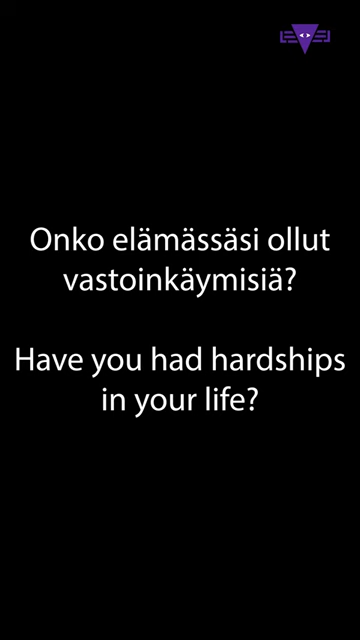 Onko elämässäsi ollut
vastoinkäymisiä?
Have you had hardships
in your life?